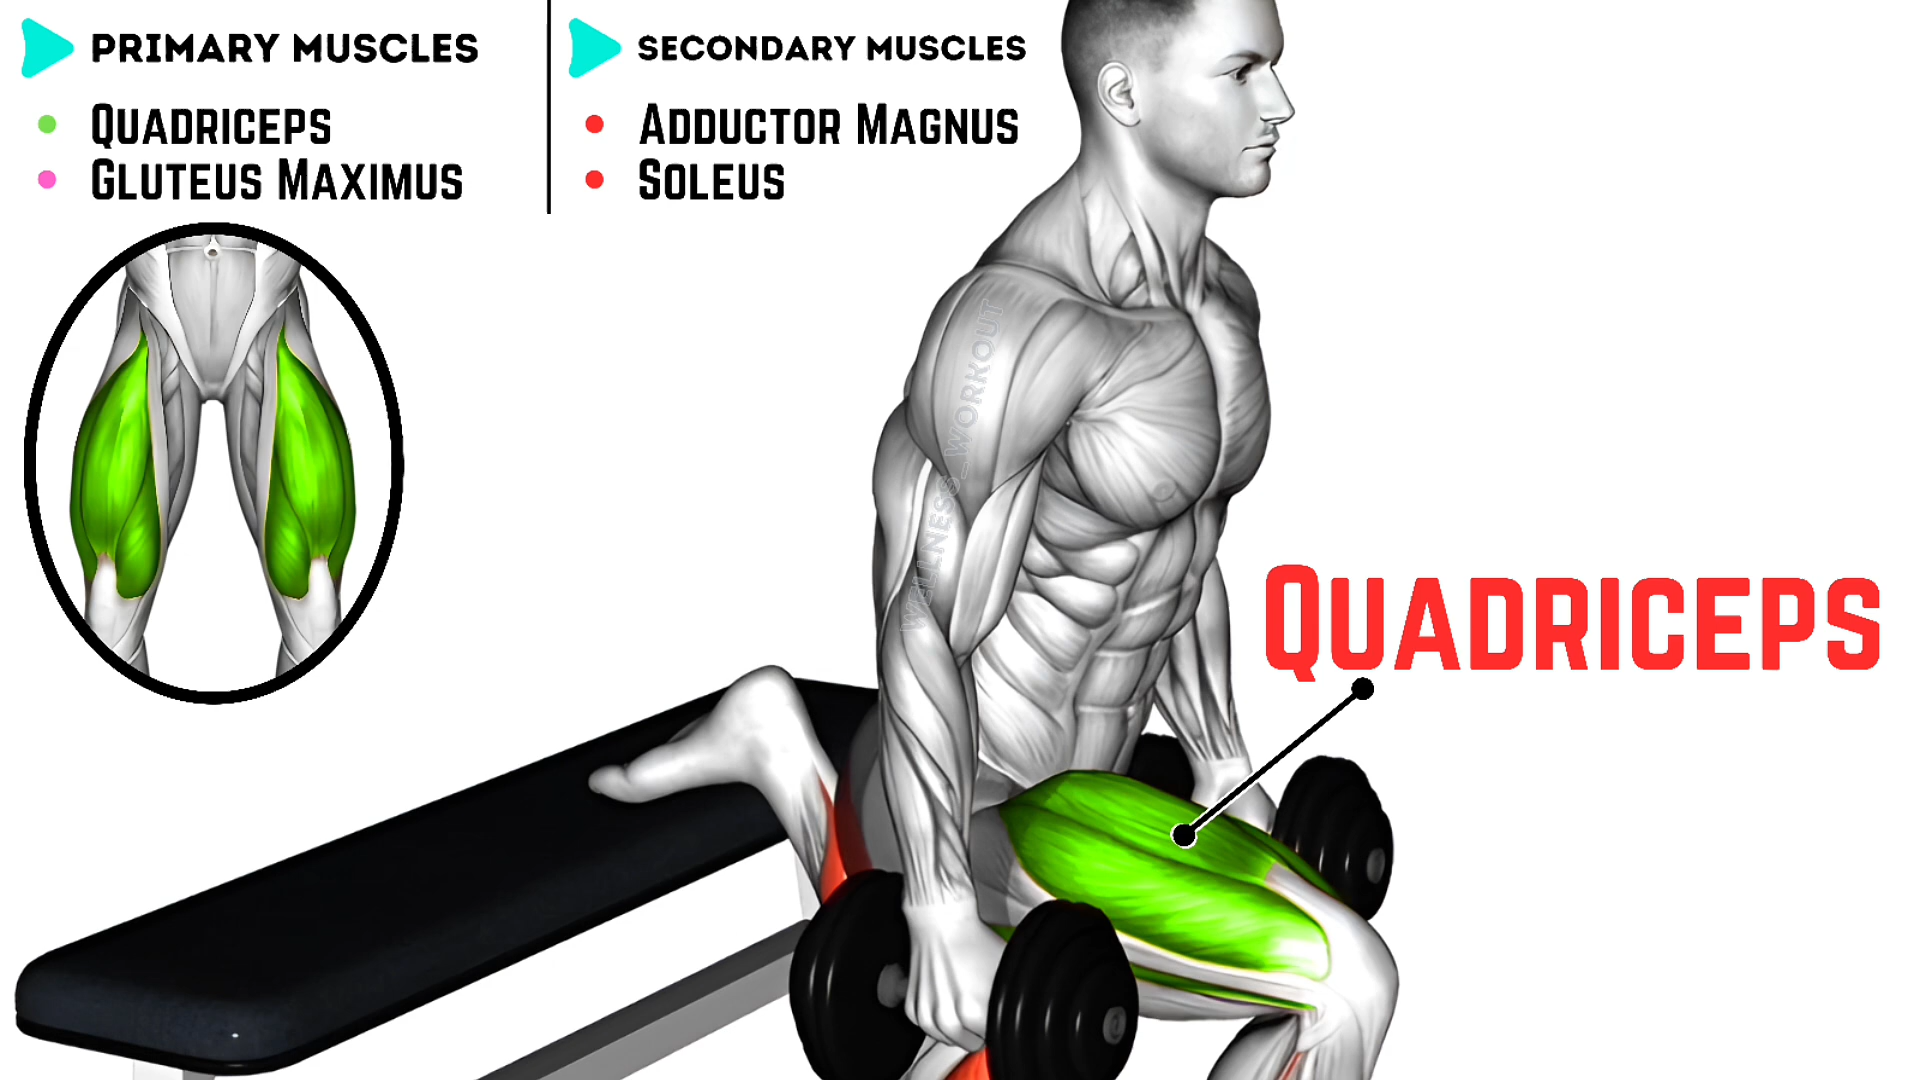 PRIMARY MUSCLES
QUADRICEPS
GLUTEUS MAXIMUS
SECONDARY MUSCLES
ADDUCTOR MAGNUS
SOLEUS
WELLNESS_WORKOUT
QUADRICEPS